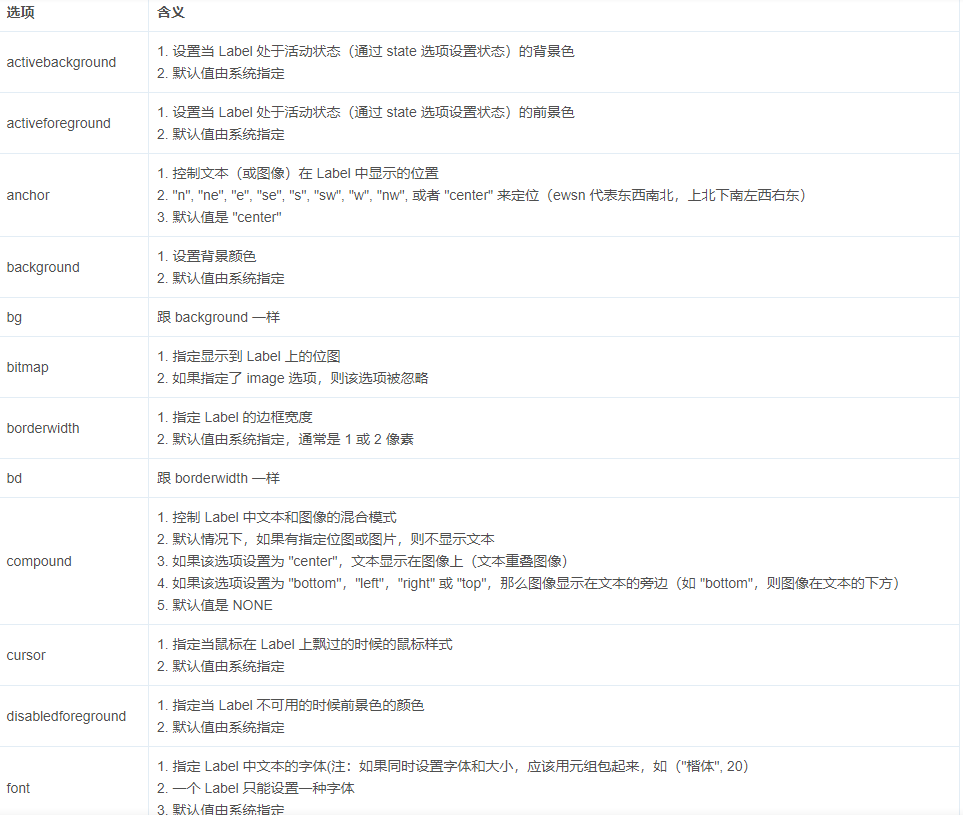 选项 含义
activebackground
1. 设置当 Label 处于活动状态（通过 state 选项设置状态）的背景色
2. 默认值由系统指定
activeforeground
1. 设置当 Label 处于活动状态（通过 state 选项设置状态）的前景色
2. 默认值由系统指定
anchor
1. 控制文本（或图像）在 Label 中显示的位置
2. "n", "ne", "e", "se", "s", "sw", "w", "nw", 或者 "center" 来定位（ewsn 代表东西南北，上北下南左西右东）
3. 默认值是 "center"
background
1. 设置背景颜色
2. 默认值由系统指定
bg 跟 background 一样
bitmap
1. 指定显示到 Label 上的位图
2. 如果指定了 image 选项，则该选项被忽略
borderwidth
1. 指定 Label 的边框宽度
2. 默认值由系统指定，通常是 1 或 2 像素
bd 跟 borderwidth 一样
compound
1. 控制 Label 中文本和图像的混合模式
2. 默认情况下，如果有指定位图或图片，则不显示文本
3. 如果该选项设置为 "center"，文本显示在图像上（文本重叠图像）
4. 如果该选项设置为 "bottom"，"left"，"right" 或 "top"，那么图像显示在文本的旁边（如 "bottom"，则图像在文本的下方）
5. 默认值是 NONE
cursor
1. 指定当鼠标在 Label 上飘过的时候的鼠标样式
2. 默认值由系统指定
disabledforeground
1. 指定当 Label 不可用的时候前景色的颜色
2. 默认值由系统指定
font
1. 指定 Label 中文本的字体(注：如果同时设置字体和大小，应该用元组包起来，如（"楷体", 20）
2. 一个 Label 只能设置一种字体
3. 默认值由系统指定